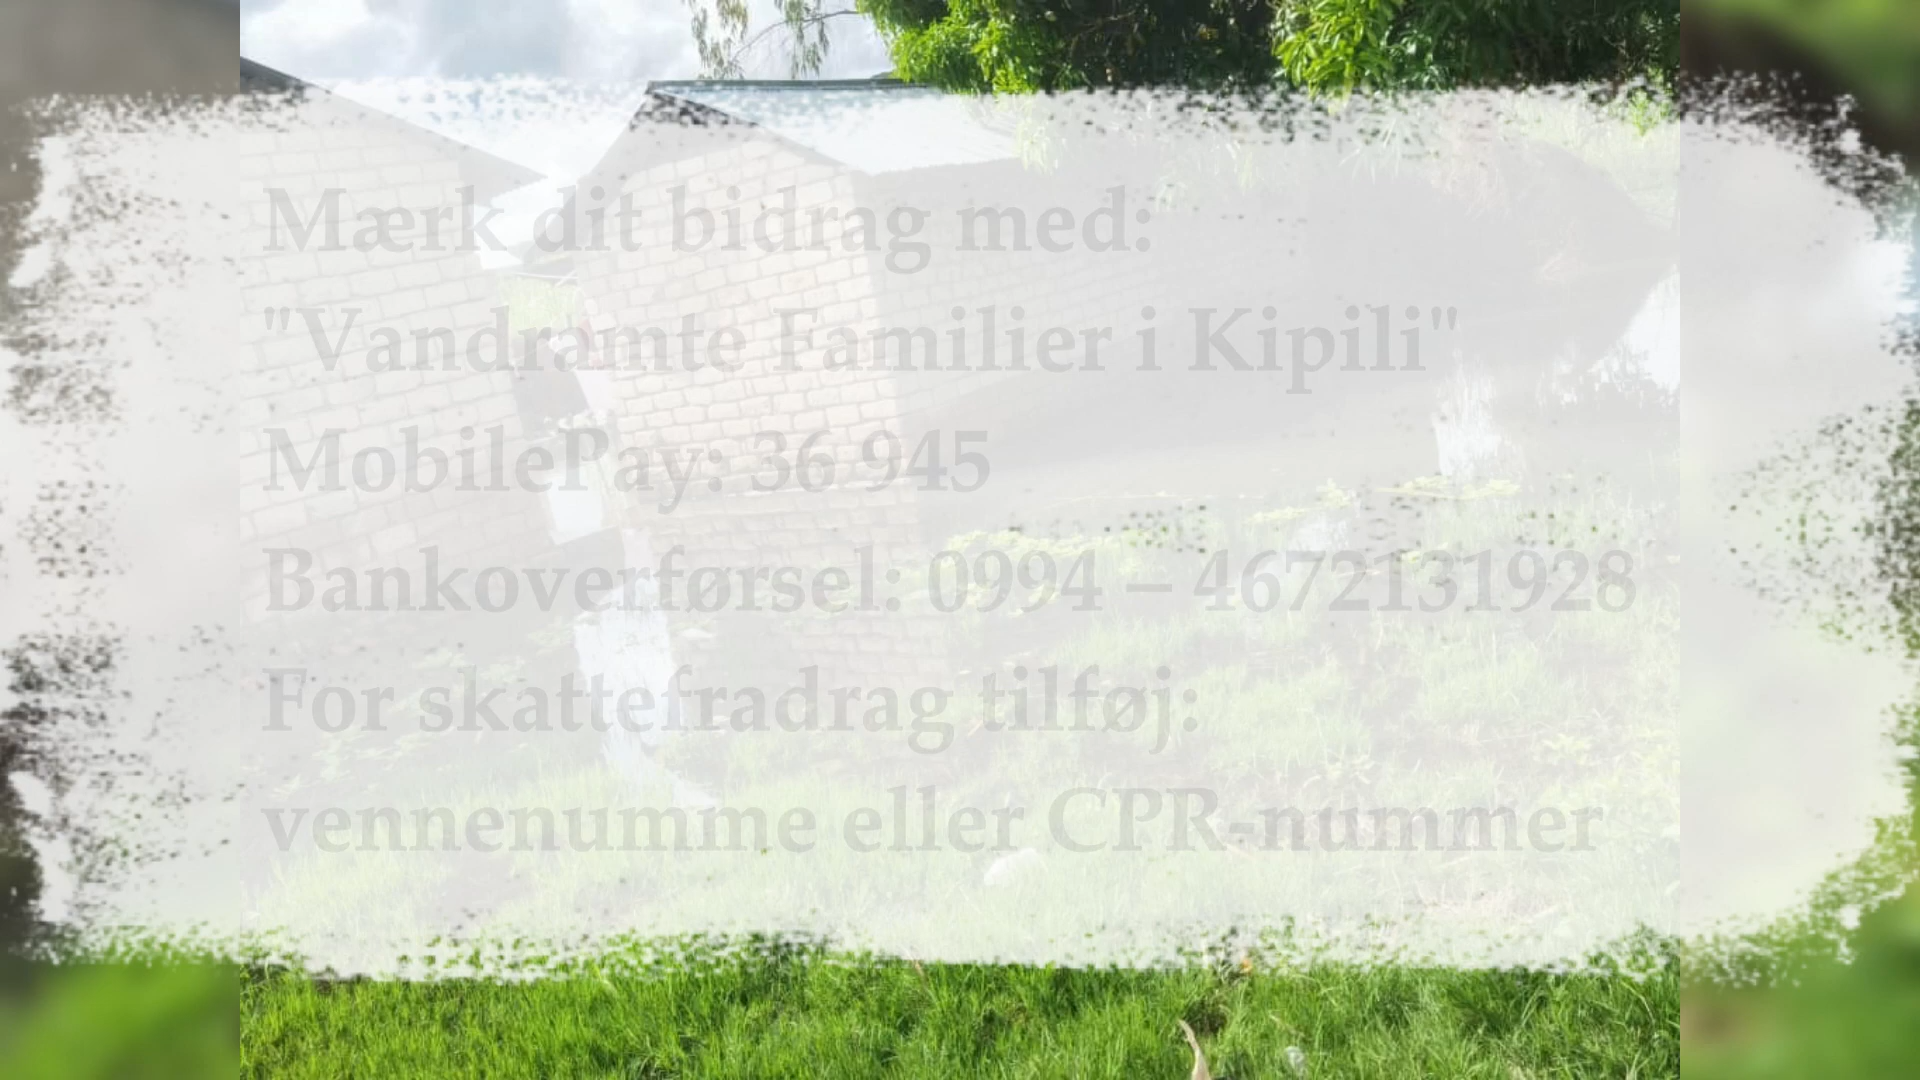 Mærk dit bidrag med:
"Vandramte Familier i Kipili"
MobilePay: 36 945
Bankoverførsel: 0994 – 4672131928
For skattefradrag tilføj:
vennenumme eller CPR-nummer